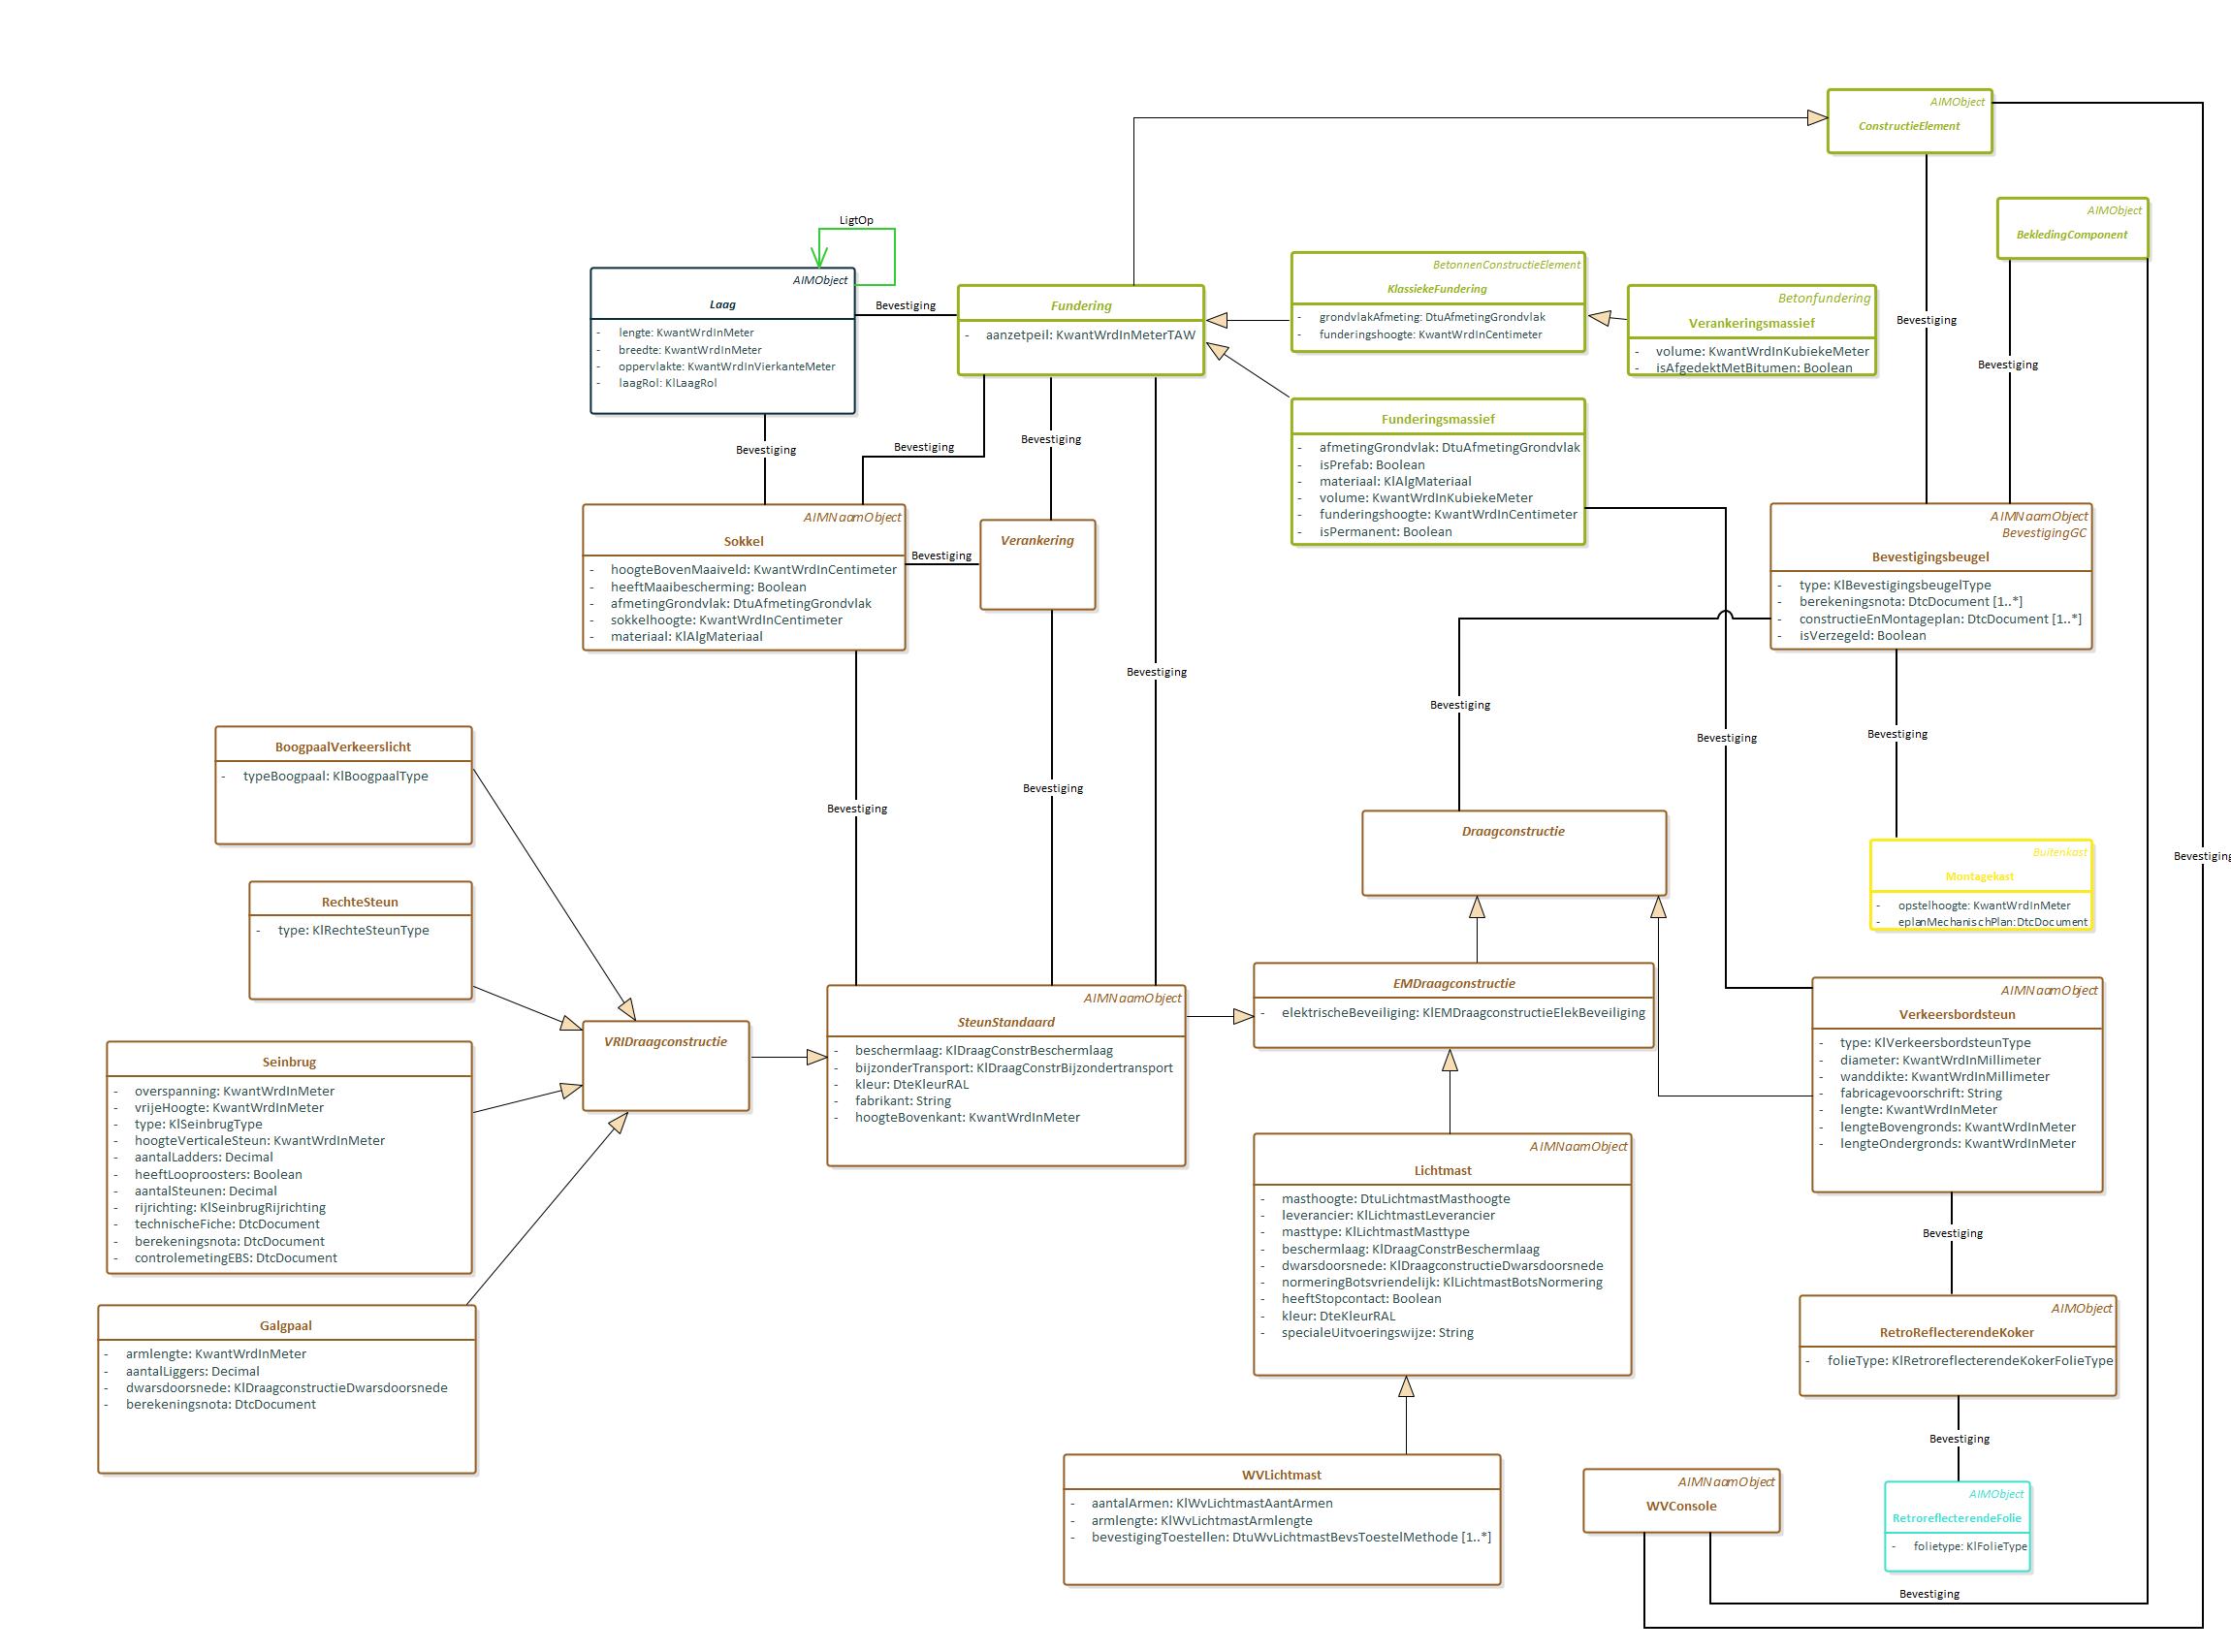 AIMObject
ConstructieElement
AIMObject
BekledingComponent
LigtOp
AIMObject
Laag
- lengte: KwantWrdInMeter
- breedte: KwantWrdInMeter
- oppervlakte: KwantWrdInVierkanteMeter
- laagRol: KlLaagRol
Bevestiging
Fundering
- aanzetpeil: KwantWrdInMeterTAW
BetonnenConstructieElement
KlassiekeFundering
- grondvlakAfmeting: DtuAfmetingGrondvlak
- funderingshoogte: KwantWrdInCentimeter
Betonfundering
Verankeringsmassief
- volume: KwantWrdInKubiekeMeter
- isAfgedektMetBitumen: Boolean
Bevestiging
Bevestiging
Funderingsmassief
- afmetingGrondvlak: DtuAfmetingGrondvlak
- isPrefab: Boolean
- materiaal: KlAlgMateriaal
- volume: KwantWrdInKubiekeMeter
- funderingshoogte: KwantWrdInCentimeter
- isPermanent: Boolean
Bevestiging
Bevestiging
Bevestiging
AIMNaamObject
Sokkel
- hoogteBovenMaaiveld: KwantWrdInCentimeter
- heeftMaaibescherming: Boolean
- afmetingGrondvlak: DtuAfmetingGrondvlak
- sokkelhoogte: KwantWrdInCentimeter
- materiaal: KlAlgMateriaal
Bevestiging
Verankering
AIMNaamObject
BevestigingGC
Bevestigingsbeugel
- type: KlBevestigingsbeugelType
- berekeningsnota: DtcDocument [1..*]
- constructieEnMontageplan: DtcDocument [1..*]
- isVerzegeld: Boolean
Bevestiging
Bevestiging
Bevestiging
Bevestiging
BoogpaalVerkeerslicht
- typeBoogpaal: KlBoogpaalType
Bevestiging
Bevestiging
Draagconstructie
Bevestiging
Buitenkast
Montagekast
- opstelhoogte: KwantWrdInMeter
- eplanMechanischPlan:DtcDocument
RechteSteun
- type: KlRechteSteunType
EMDraagconstructie
- elektrischeBeveiliging: KlEMDraagconstructieElekBeveiliging
AIMNaamObject
SteunStandaard
- beschermlaag: KlDraagConstrBeschermlaag
- bijzonderTransport: KlDraagConstrBijzondertransport
- kleur: DteKleurRAL
- fabrikant: String
- hoogteBovenkant: KwantWrdInMeter
AIMNaamObject
Verkeersbordsteun
- type: KlVerkeersbordsteunType
- diameter: KwantWrdInMillimeter
- wanddikte: KwantWrdInMillimeter
- fabricagevoorschrift: String
- lengte: KwantWrdInMeter
- lengteBovengronds: KwantWrdInMeter
- lengteOndergronds: KwantWrdInMeter
VRIDraagconstructie
Seinbrug
- overspanning: KwantWrdInMeter
- vrijeHoogte: KwantWrdInMeter
- type: KlSeinbrugType
- hoogteVerticaleSteun: KwantWrdInMeter
- aantalLadders: Decimal
- heeftLooproosters: Boolean
- aantalSteunen: Decimal
- rijrichting: KlSeinbrugRijrichting
- technischeFiche: DtcDocument
- berekeningsnota: DtcDocument
- controlemetingEBS: DtcDocument
AIMNaamObject
Lichtmast
- masthoogte: DtuLichtmastMasthoogte
- leverancier: KlLichtmastLeverancier
- masttype: KlLichtmastMasttype
- beschermlaag: KlDraagConstrBeschermlaag
- dwarsdoorsnede: KlDraagconstructieDwarsdoorsnede
- normeringBotsvriendelijk: KlLichtmastBotsNormering
- heeftStopcontact: Boolean
- kleur: DteKleurRAL
- specialeUitvoeringswijze: String
Bevestiging
Galgpaal
- armlengte: KwantWrdInMeter
- aantalLiggers: Decimal
- dwarsdoorsnede: KlDraagconstructieDwarsdoorsnede
- berekeningsnota: DtcDocument
AIMObject
RetroReflecterendeKoker
- folieType: KlRetroreflecterendeKokerFolieType
Bevestiging
WVLichtmast
- aantalArmen: KlWvLichtmastAantArmen
- armlengte: KlWvLichtmastArmlengte
- bevestigingToestellen: DtuWvLichtmastBevsToestelMethode [1..*]
AIMNaamObject
WVConsole
AIMObject
RetroreflecterendeFolie
- folietype: KlFolieType
Bevestiging